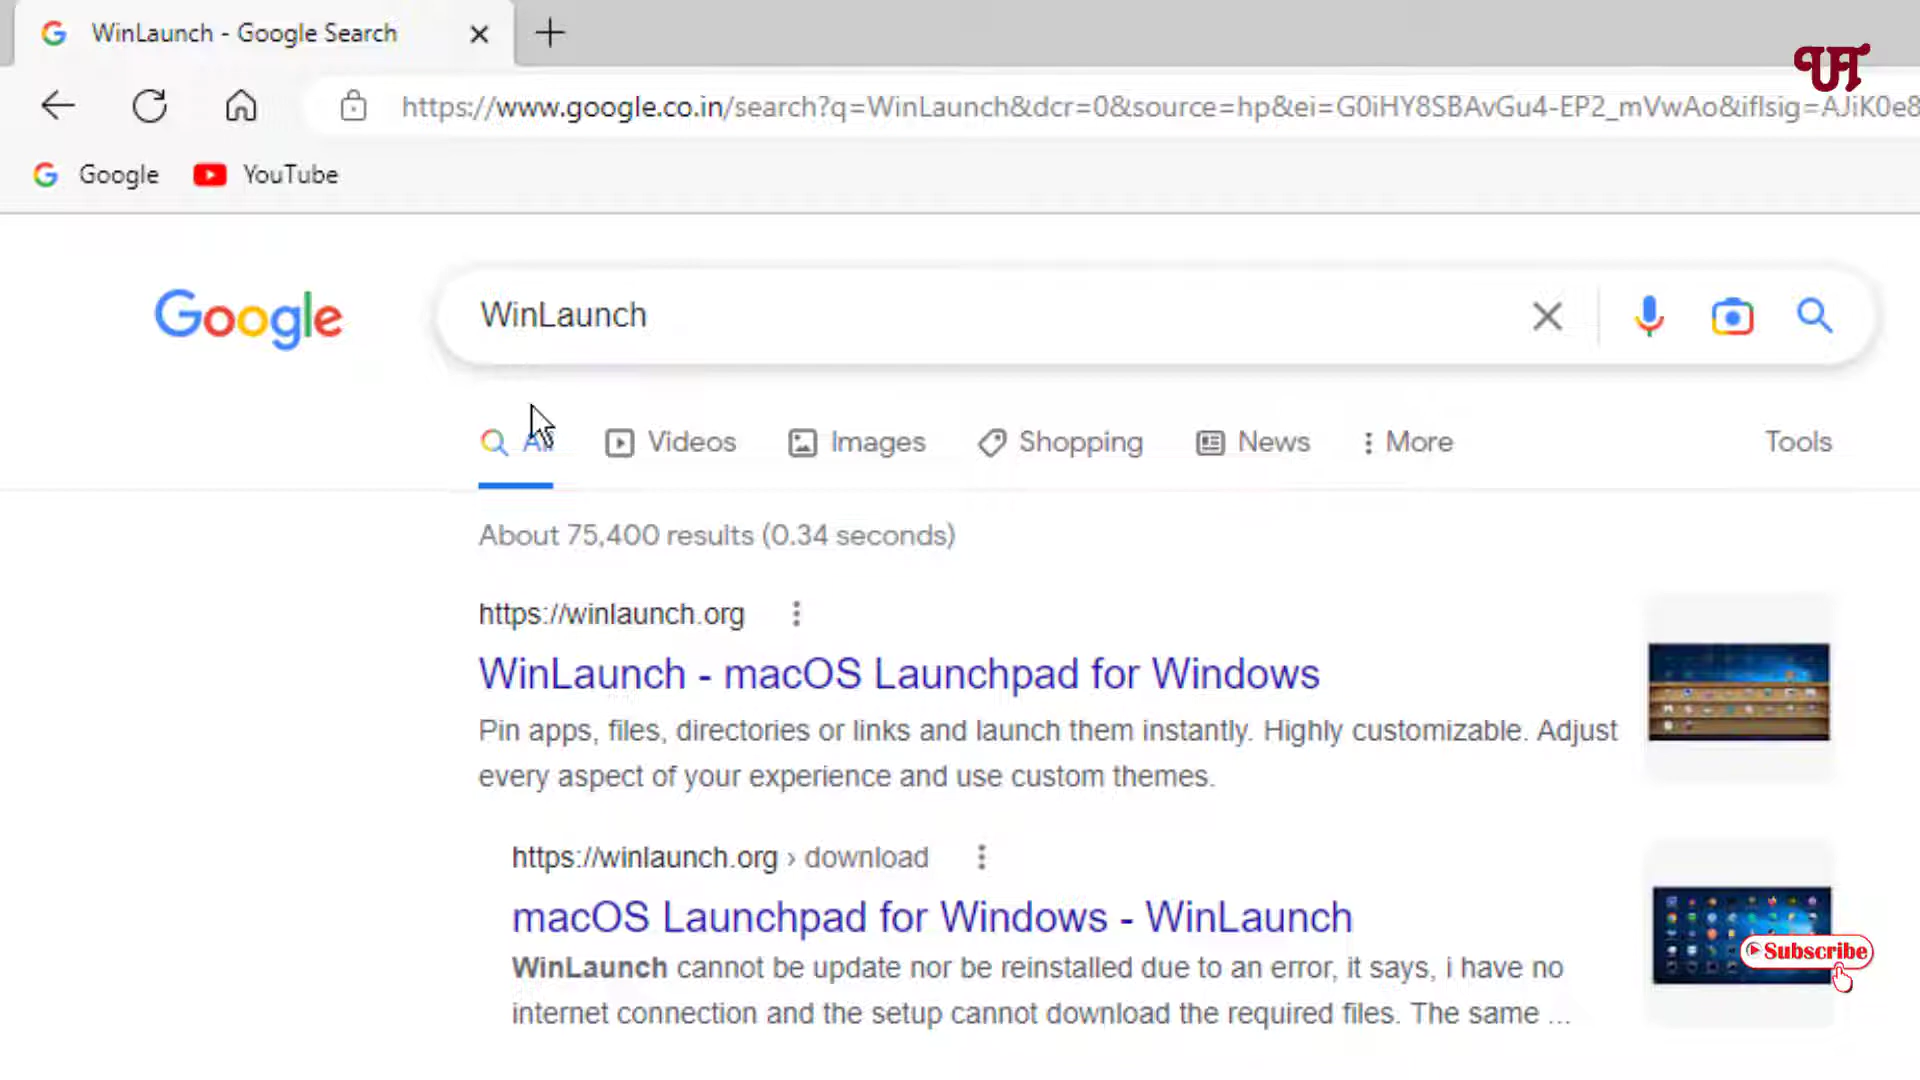 WinLaunch - Google Search
https://www.google.co.in/search?q=WinLaunch&dcr=0&source=hp&ei=G0iHY8SBAvGu4-EP2_mVwAo&iflsig=AJiK0e8
Google YouTube
UA
Google WinLaunch
All Videos Images Shopping News More Tools
About 75,400 results (0.34 seconds)
https://winlaunch.org
WinLaunch - macOS Launchpad for Windows
Pin apps, files, directories or links and launch them instantly. Highly customizable. Adjust
every aspect of your experience and use custom themes.
https://winlaunch.org › download
macOS Launchpad for Windows - WinLaunch
WinLaunch cannot be update nor be reinstalled due to an error, it says, i have no
internet connection and the setup cannot download the required files. The same ...
Subscribe